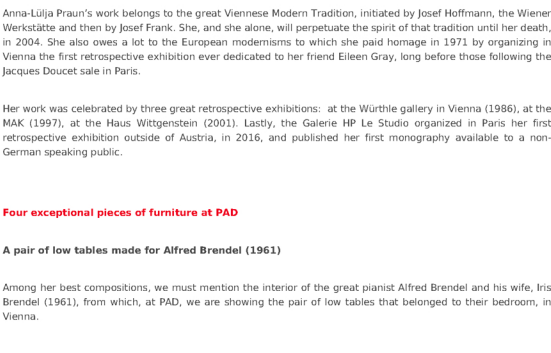 Anna-Lülja Praun's work belongs to the great Viennese Modern Tradition, initiated by Josef Hoffmann, the Wiener
Werkstätte and then by Josef Frank. She, and she alone, will perpetuate the spirit of that tradition until her death,
in 2004. She also owes a lot to the European modernisms to which she paid homage in 1971 by organizing in
Vienna the first retrospective exhibition ever dedicated to her friend Eileen Gray, long before those following the
Jacques Doucet sale in Paris.
Her work was celebrated by three great retrospective exhibitions: at the Würthle gallery in Vienna (1986), at the
MAK (1997), at the Haus Wittgenstein (2001). Lastly, the Galerie HP Le Studio organized in Paris her first
retrospective exhibition outside of Austria, in 2016, and published her first monography available to a non-
German speaking public.
Four exceptional pieces of furniture at PAD
A pair of low tables made for Alfred Brendel (1961)
Among her best compositions, we must mention the interior of the great pianist Alfred Brendel and his wife, Iris
Brendel (1961), from which, at PAD, we are showing the pair of low tables that belonged to their bedroom, in
Vienna.